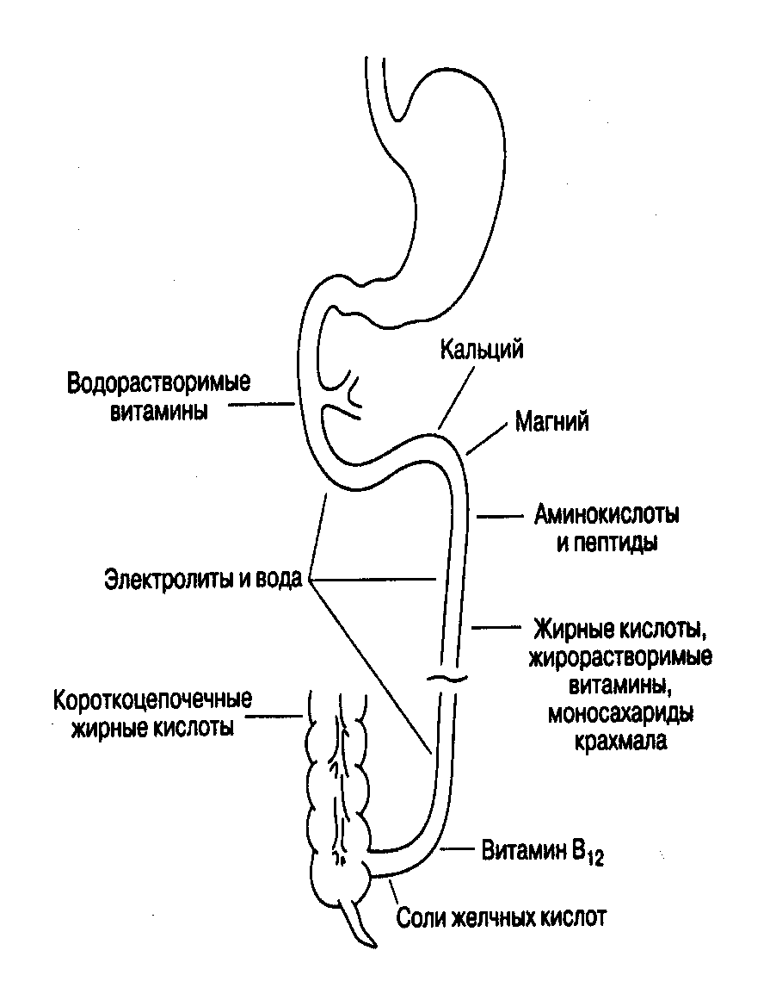 Кальций
Водорастворимые
витамины
Магний
Аминокислоты
и пептиды
Электролиты и вода
Жирные кислоты,
жирорастворимые
витамины,
моносахариды
крахмала
Короткоцепочечные
жирные кислоты
Витамин B₁₂
Соли желчных кислот